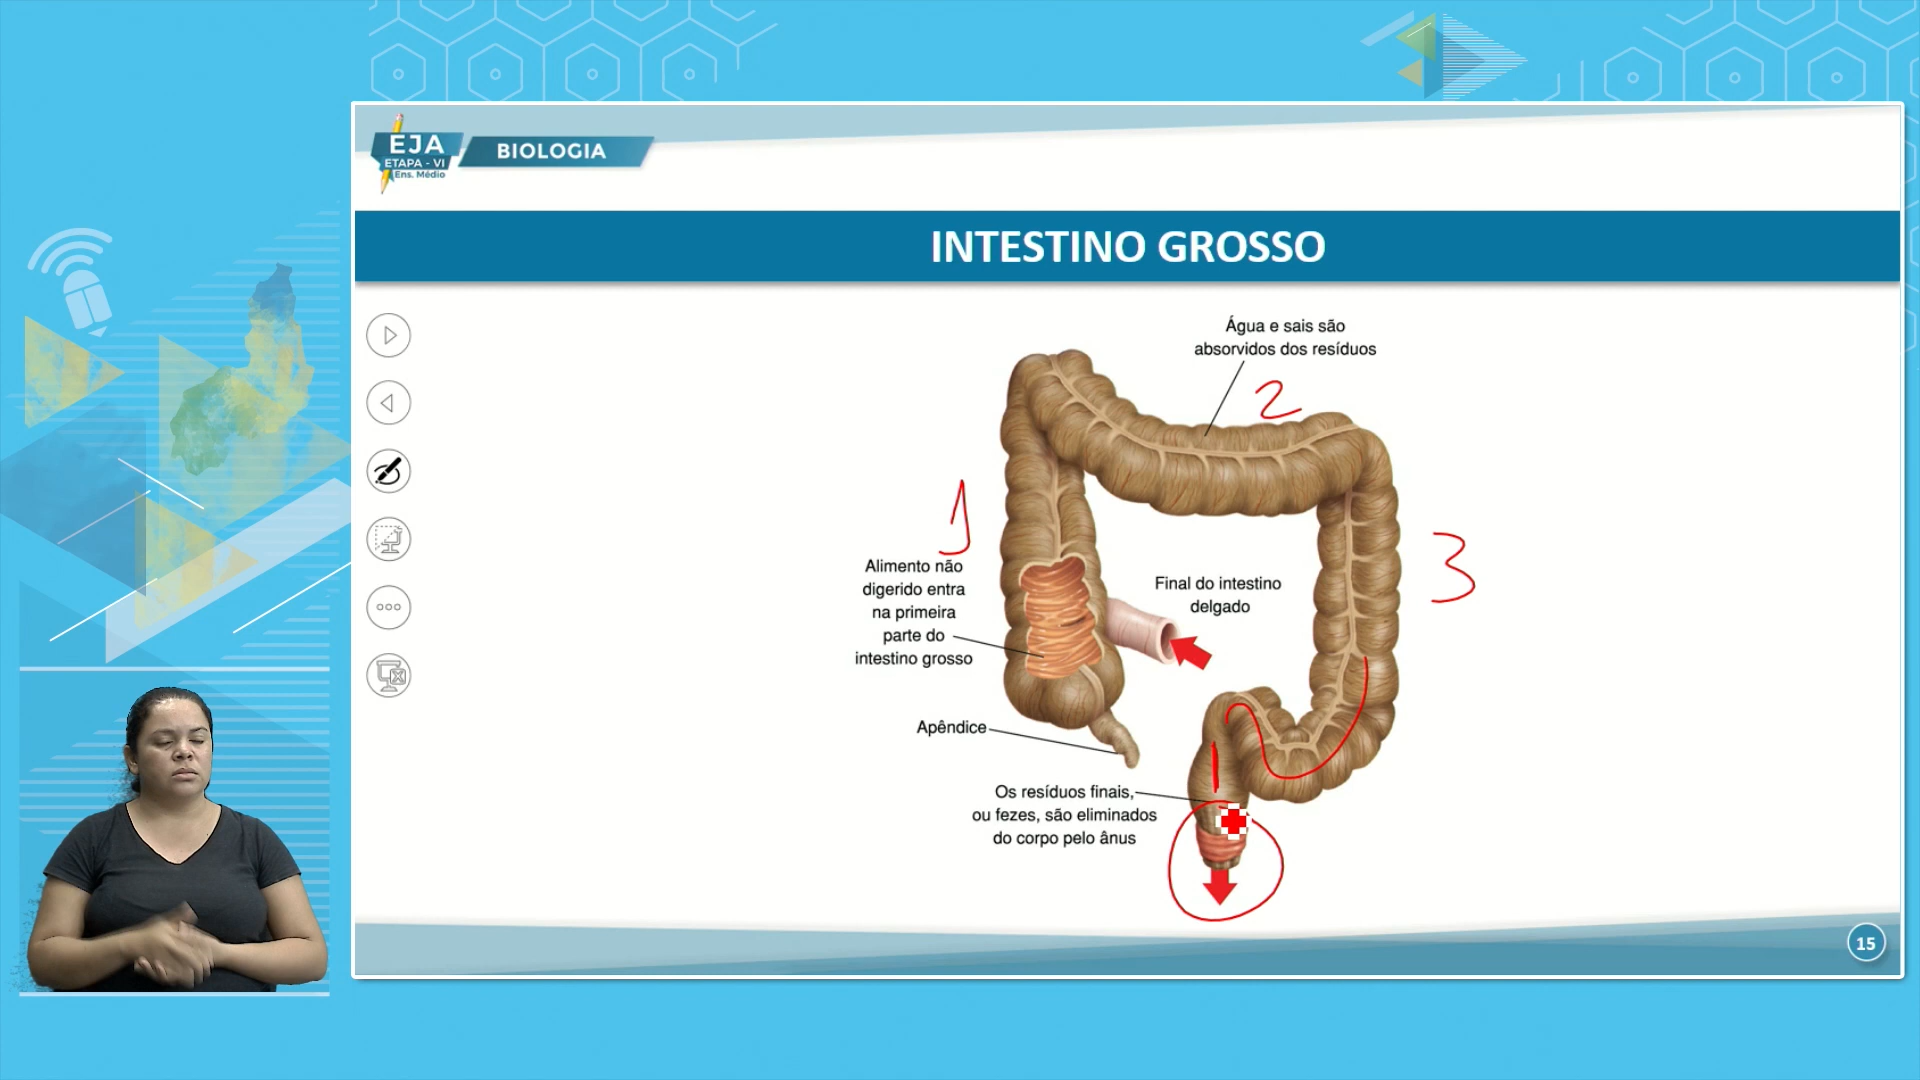 EJA
ETAPA - VI
Ens. Médio
BIOLOGIA
INTESTINO GROSSO
Água e sais são
absorvidos dos resíduos
2
1
3
Alimento não
digerido entra
na primeira
parte do
intestino grosso
Final do intestino
delgado
Apêndice
Os resíduos finais,
ou fezes, são eliminados
do corpo pelo ânus
15